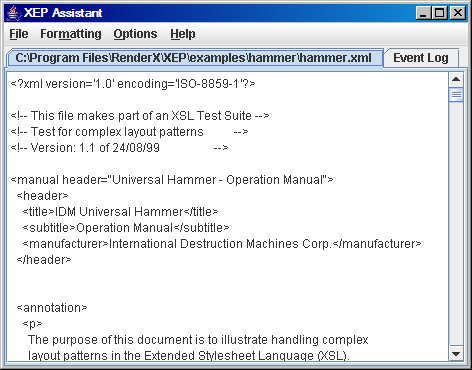 XEP Assistant
File Formatting Options Help
C:\Program Files\RenderX\XEP\examples\hammer\hammer.xml Event Log
<?xml version='1.0' encoding='ISO-8859-1'?>
<!-- This file makes part of an XSL Test Suite -->
<!-- Test for complex layout patterns -->
<!-- Version: 1.1 of 24/08/99 -->
<manual header="Universal Hammer - Operation Manual">
<header>
<title>IDM Universal Hammer</title>
<subtitle>Operation Manual</subtitle>
<manufacturer>International Destruction Machines Corp.</manufacturer>
</header>
<annotation>
<p>
The purpose of this document is to illustrate handling complex
layout patterns in the Extended Stylesheet Language (XSL).